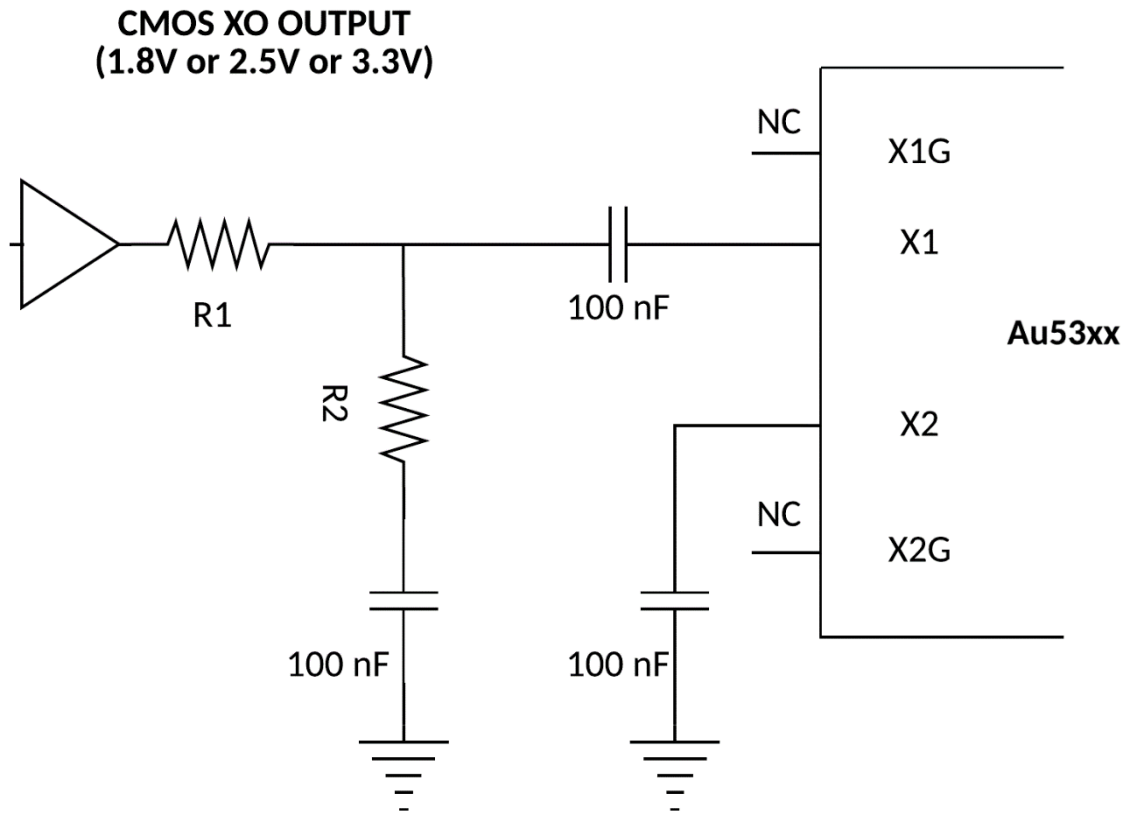 CMOS XO OUTPUT
(1.8V or 2.5V or 3.3V)
NC
X1G
X1
R1
100 nF
Au53xx
R2
X2
NC
X2G
100 nF
100 nF